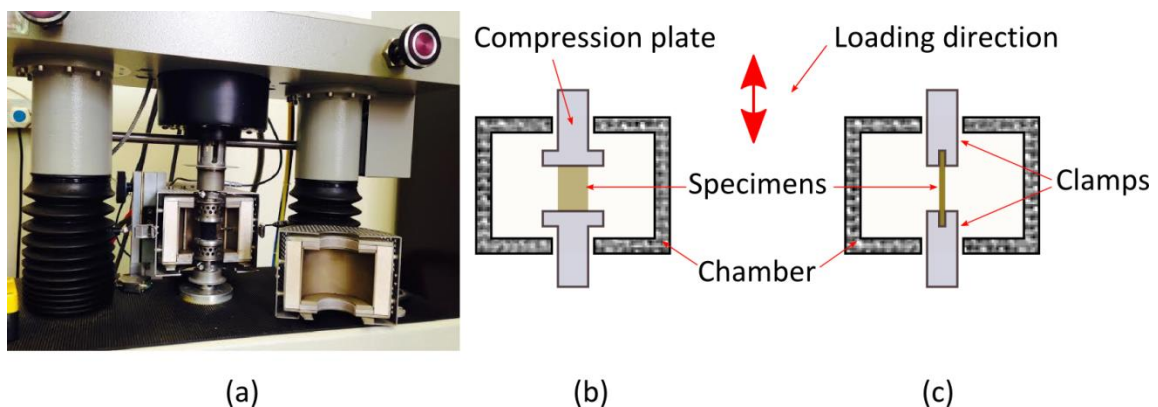 Compression plate
Loading direction
Specimens
Clamps
Chamber
(a)
(b)
(c)